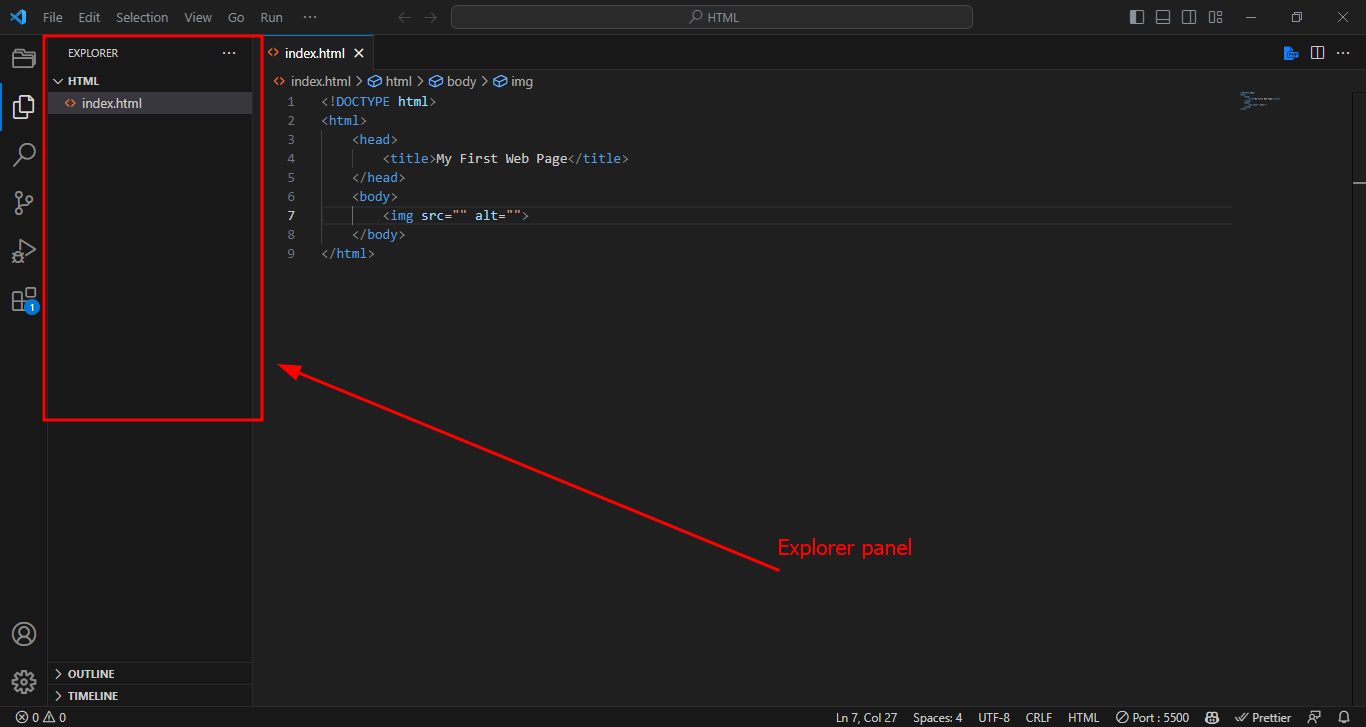 File Edit Selection View Go Run ···
HTML
EXPLORER ···
HTML
index.html
index.html
index.html > html > body > img
1 <!DOCTYPE html>
2 <html>
3 <head>
4 <title>My First Web Page</title>
5 </head>
6 <body>
7 <img src="" alt="">
8 </body>
9 </html>
1
Explorer panel
OUTLINE
TIMELINE
0 0 Ln 7, Col 27 Spaces: 4 UTF-8 CRLF HTML Port : 5500 Prettier